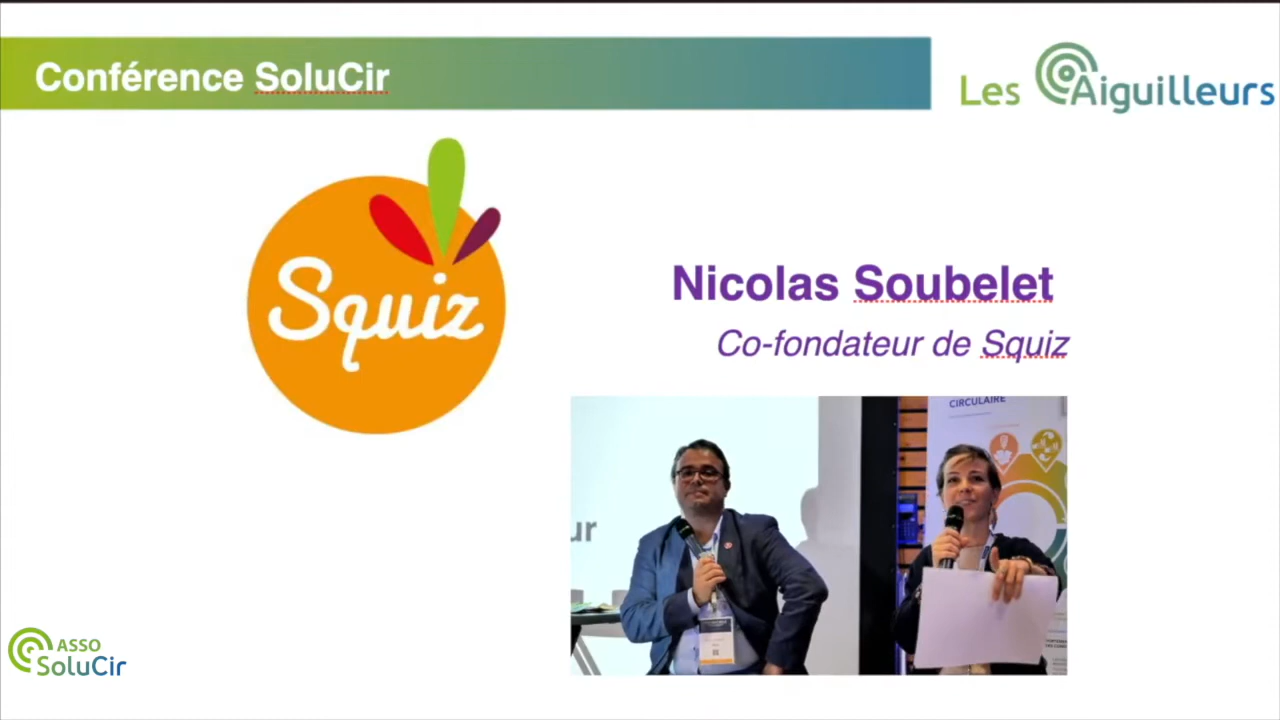 Conférence SoluCir
Les Aiguilleurs
Squiz
Nicolas Soubelet
Co-fondateur de Squiz
CIRCULAIRE
ur
ASSO
SoluCir